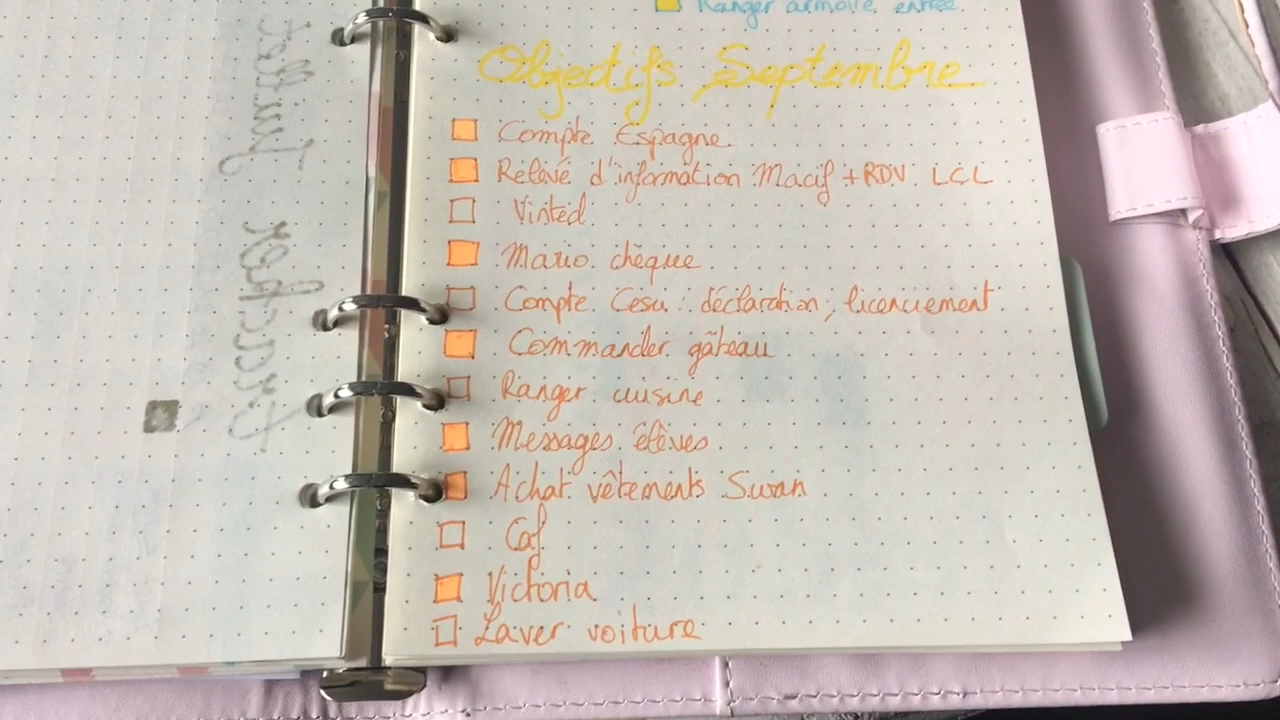 Ranger armoire entrée
Objectifs Septembre
Compte Espagne
Relevé d'information Macif + RDV LCL
Vinted
Mario chèque
Compte Cesu : déclaration, licenciement
Commander gâteau
Ranger cuisine
Messages élèves
Achat vêtements Swan
Caf
Victoria
Laver voiture